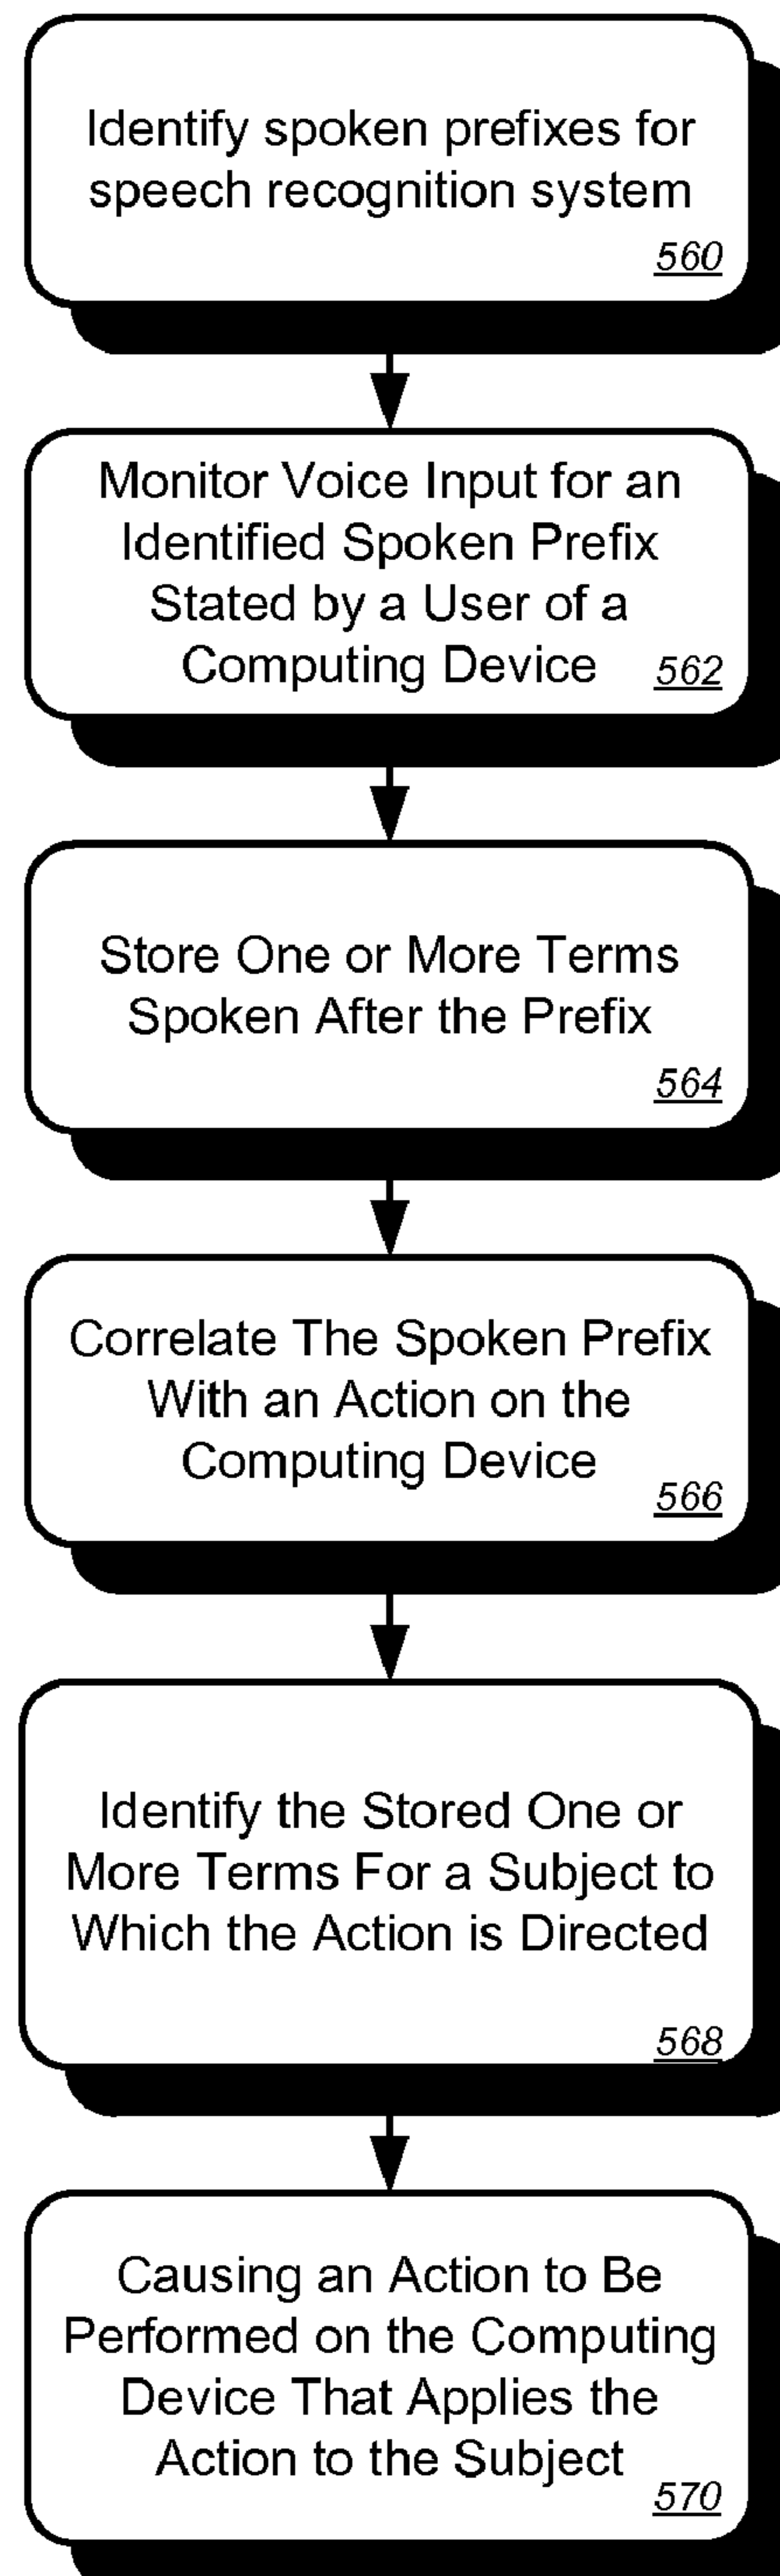 Identify spoken prefixes for
speech recognition system
560
Monitor Voice Input for an
Identified Spoken Prefix
Stated by a User of a
Computing Device 562
Store One or More Terms
Spoken After the Prefix
564
Correlate The Spoken Prefix
With an Action on the
Computing Device
566
Identify the Stored One or
More Terms For a Subject to
Which the Action is Directed
568
Causing an Action to Be
Performed on the Computing
Device That Applies the
Action to the Subject
570